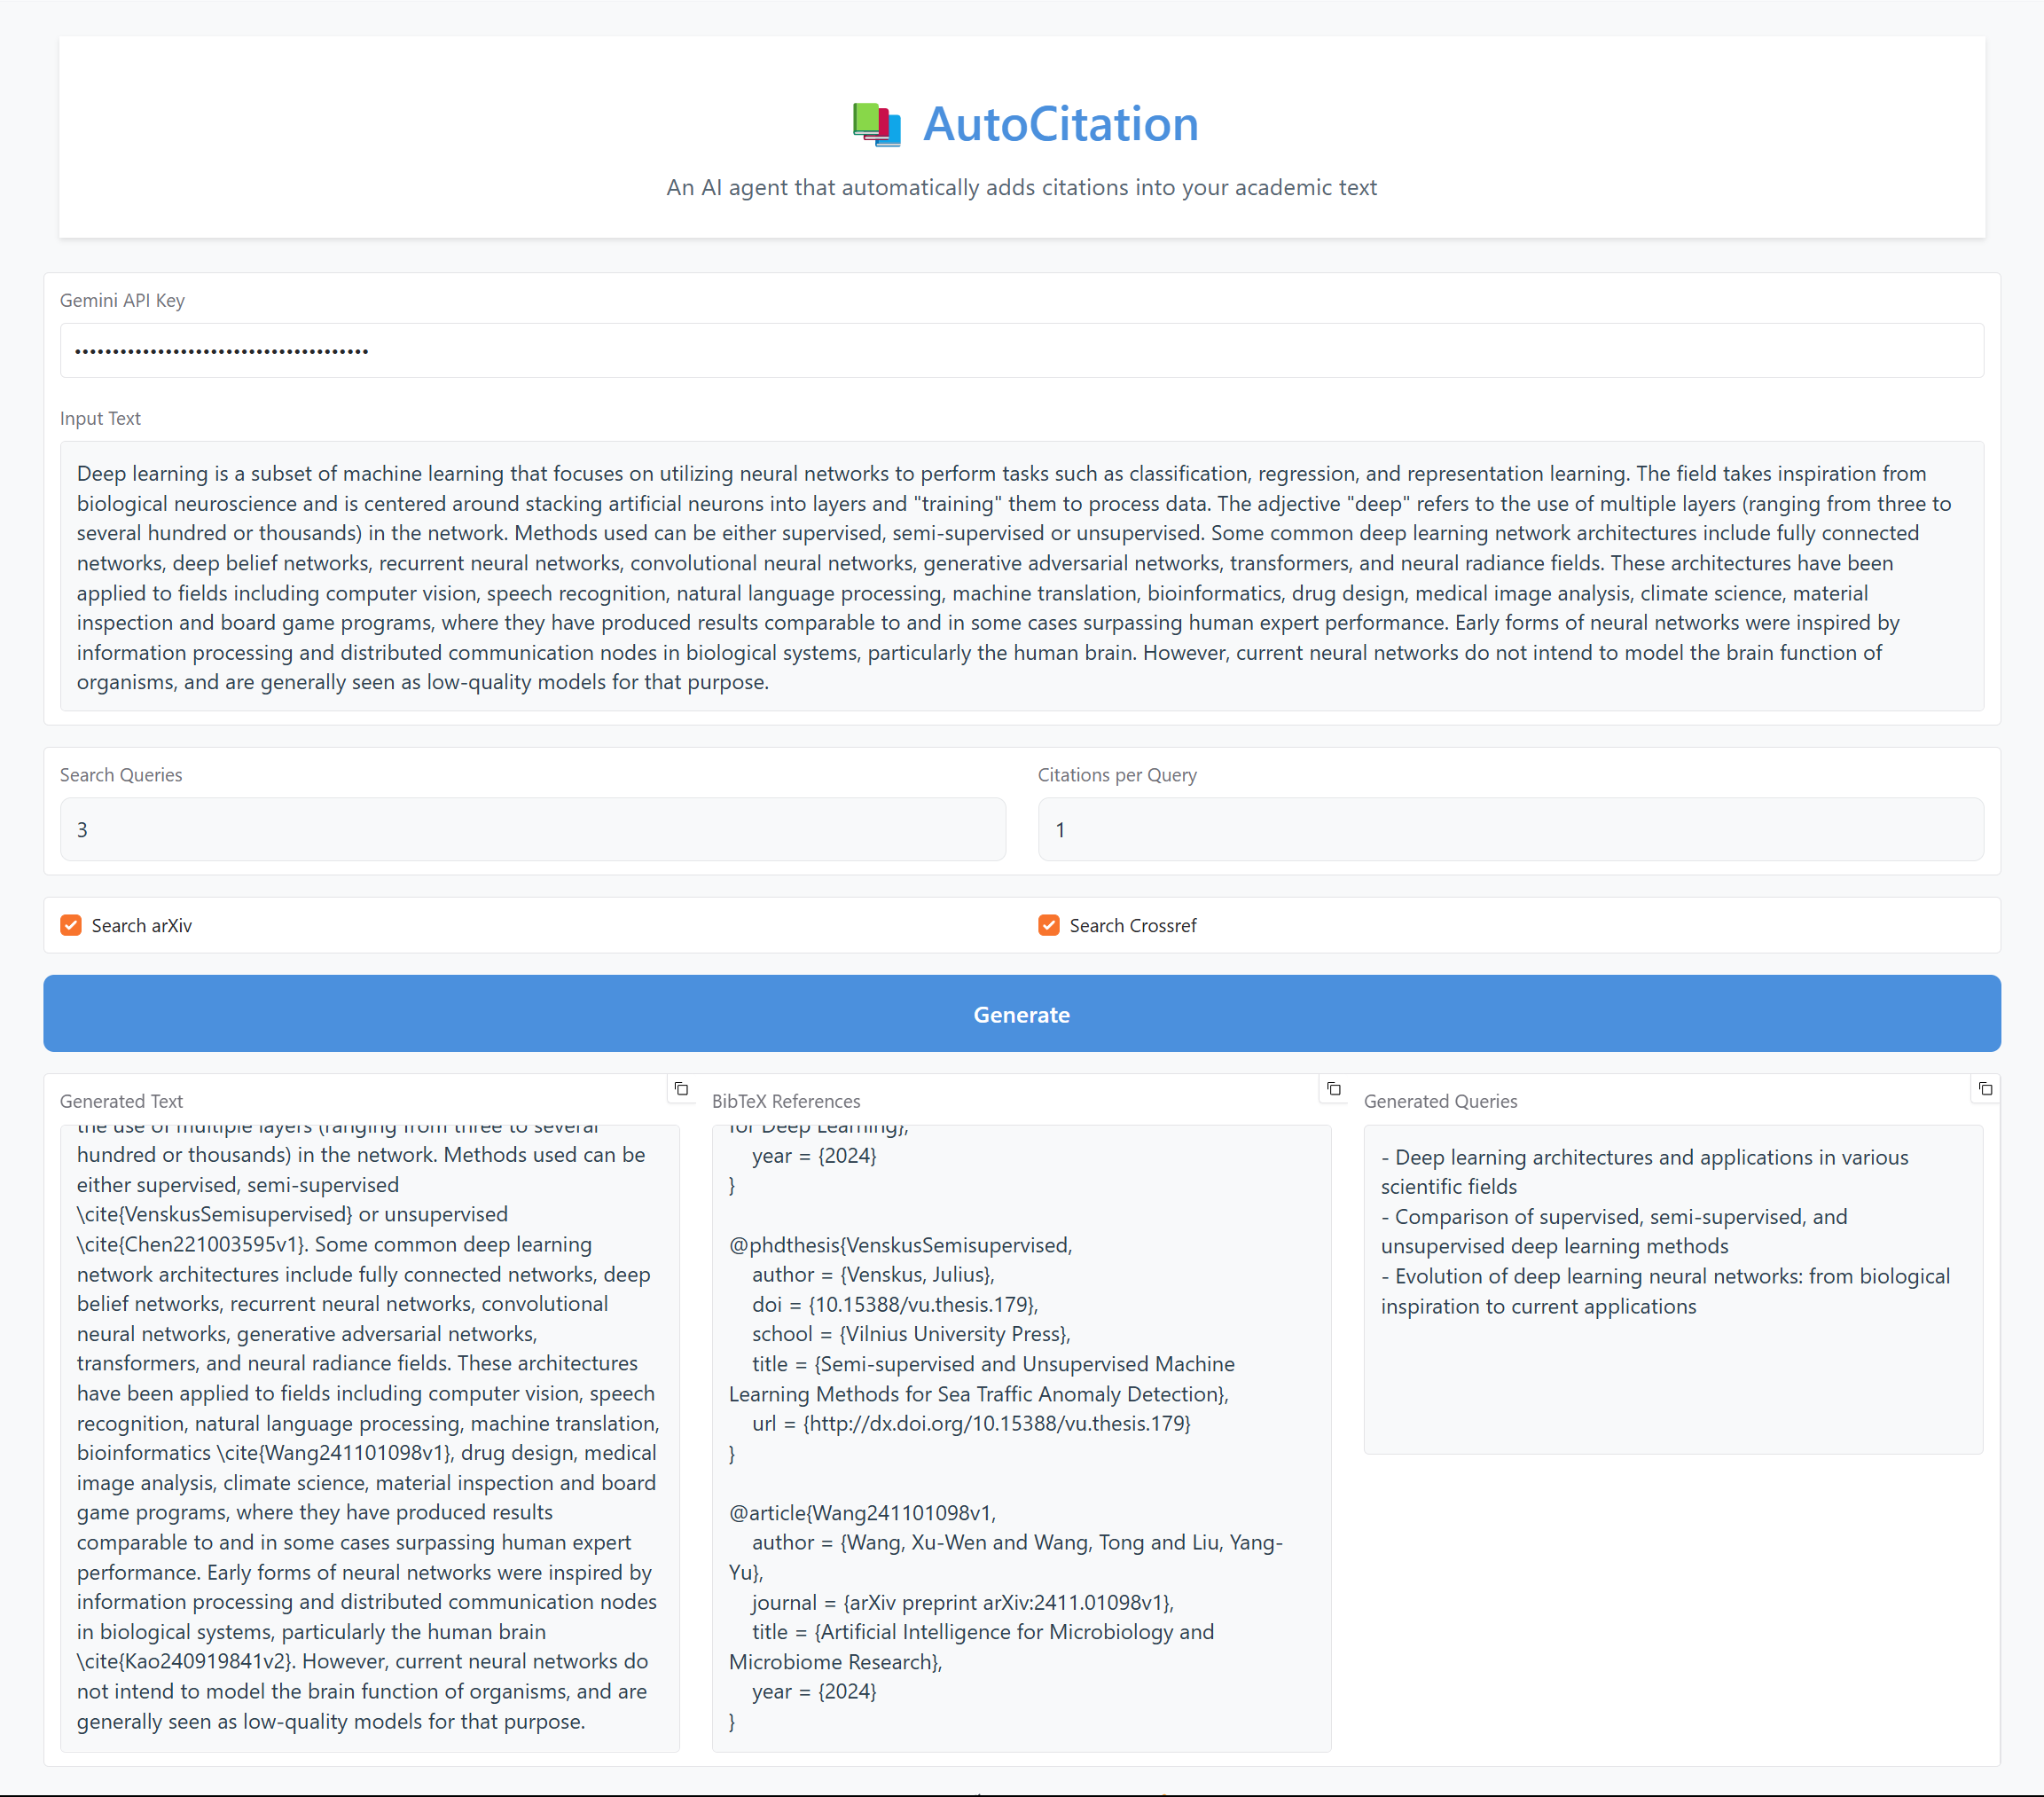 AutoCitation
An AI agent that automatically adds citations into your academic text
Gemini API Key
••••••••••••••••••••••••••••••••••••••
Input Text
Deep learning is a subset of machine learning that focuses on utilizing neural networks to perform tasks such as classification, regression, and representation learning. The field takes inspiration from
biological neuroscience and is centered around stacking artificial neurons into layers and "training" them to process data. The adjective "deep" refers to the use of multiple layers (ranging from three to
several hundred or thousands) in the network. Methods used can be either supervised, semi-supervised or unsupervised. Some common deep learning network architectures include fully connected
networks, deep belief networks, recurrent neural networks, convolutional neural networks, generative adversarial networks, transformers, and neural radiance fields. These architectures have been
applied to fields including computer vision, speech recognition, natural language processing, machine translation, bioinformatics, drug design, medical image analysis, climate science, material
inspection and board game programs, where they have produced results comparable to and in some cases surpassing human expert performance. Early forms of neural networks were inspired by
information processing and distributed communication nodes in biological systems, particularly the human brain. However, current neural networks do not intend to model the brain function of
organisms, and are generally seen as low-quality models for that purpose.
Search Queries
3
Citations per Query
1
Search arXiv
Search Crossref
Generate
Generated Text
the use of multiple layers (ranging from three to several
hundred or thousands) in the network. Methods used can be
either supervised, semi-supervised
\cite{VenskusSemisupervised} or unsupervised
\cite{Chen221003595v1}. Some common deep learning
network architectures include fully connected networks, deep
belief networks, recurrent neural networks, convolutional
neural networks, generative adversarial networks,
transformers, and neural radiance fields. These architectures
have been applied to fields including computer vision, speech
recognition, natural language processing, machine translation,
bioinformatics \cite{Wang241101098v1}, drug design, medical
image analysis, climate science, material inspection and board
game programs, where they have produced results
comparable to and in some cases surpassing human expert
performance. Early forms of neural networks were inspired by
information processing and distributed communication nodes
in biological systems, particularly the human brain
\cite{Kao240919841v2}. However, current neural networks do
not intend to model the brain function of organisms, and are
generally seen as low-quality models for that purpose.
BibTeX References
for Deep Learning},
year = {2024}
}
@phdthesis{VenskusSemisupervised,
author = {Venskus, Julius},
doi = {10.15388/vu.thesis.179},
school = {Vilnius University Press},
title = {Semi-supervised and Unsupervised Machine
Learning Methods for Sea Traffic Anomaly Detection},
url = {http://dx.doi.org/10.15388/vu.thesis.179}
}
@article{Wang241101098v1,
author = {Wang, Xu-Wen and Wang, Tong and Liu, Yang-
Yu},
journal = {arXiv preprint arXiv:2411.01098v1},
title = {Artificial Intelligence for Microbiology and
Microbiome Research},
year = {2024}
}
Generated Queries
- Deep learning architectures and applications in various
scientific fields
- Comparison of supervised, semi-supervised, and
unsupervised deep learning methods
- Evolution of deep learning neural networks: from biological
inspiration to current applications